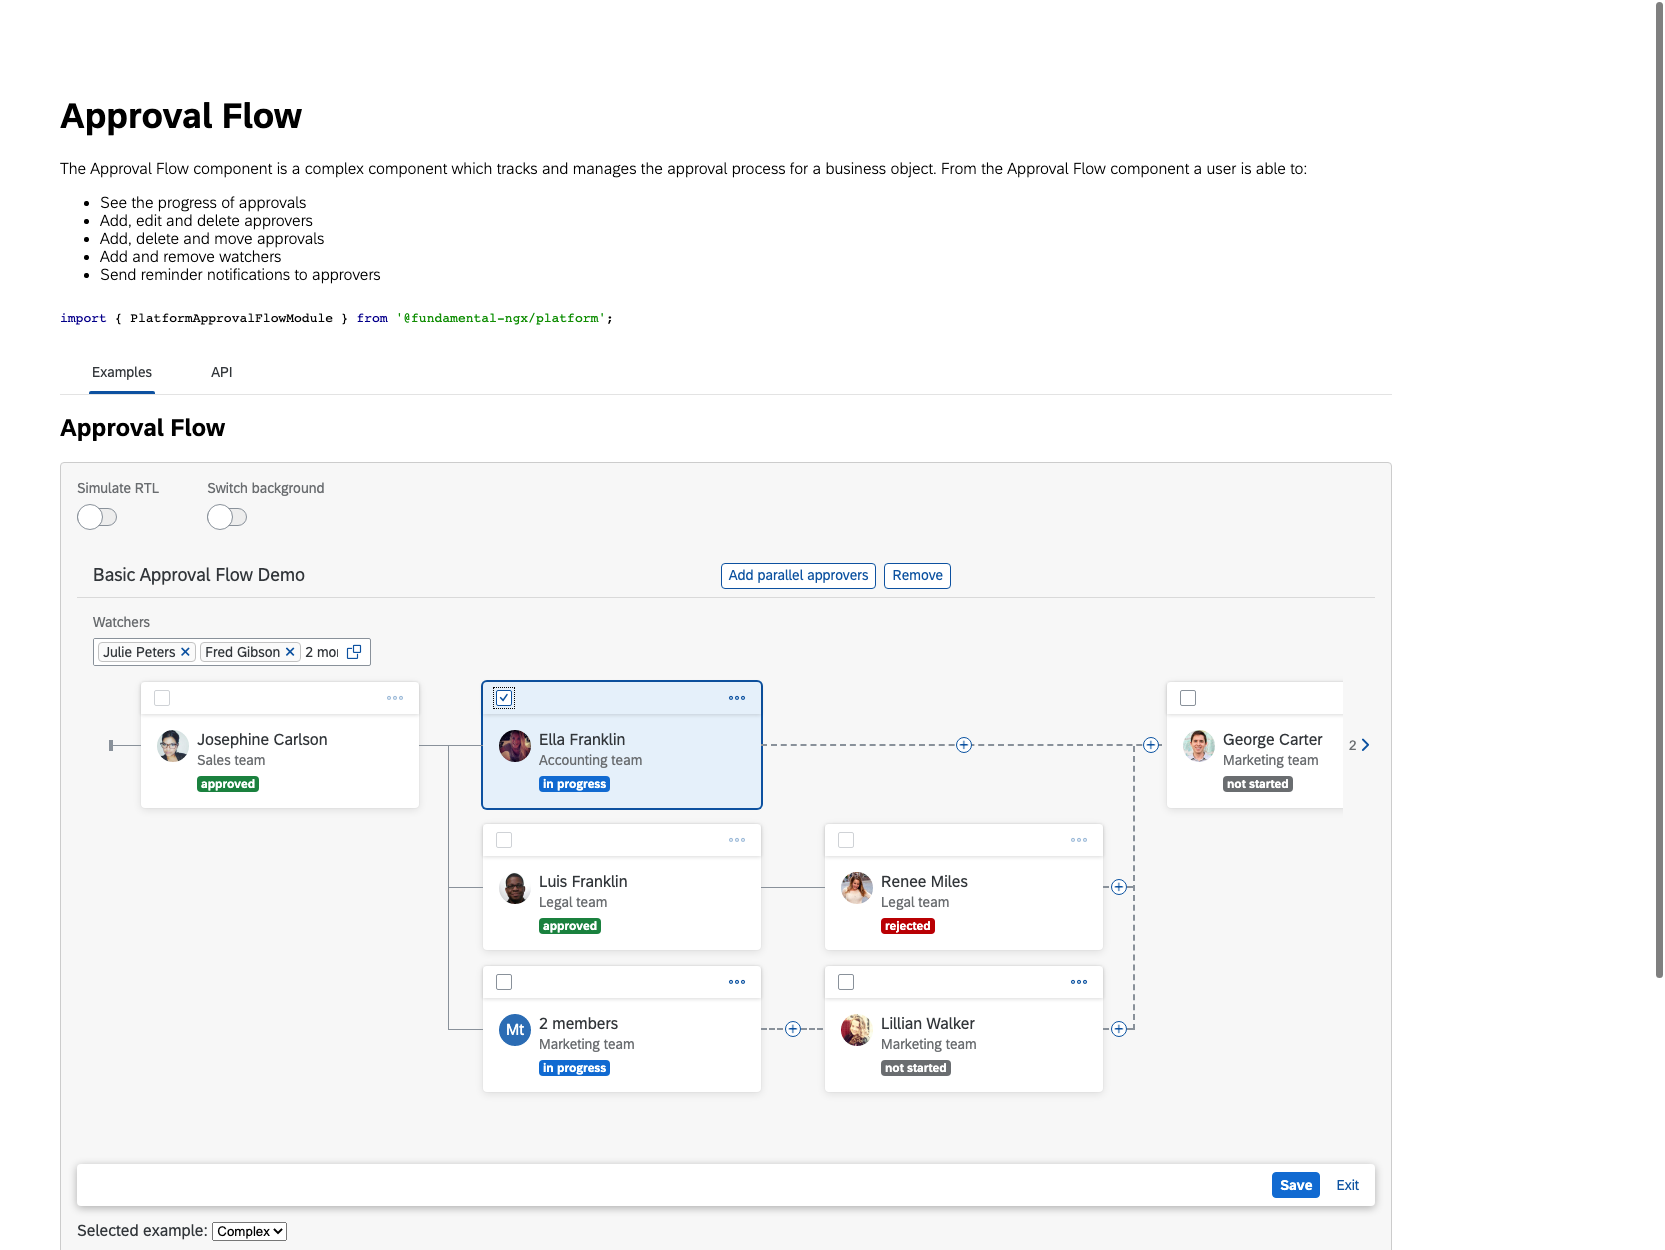 Approval Flow
The Approval Flow component is a complex component which tracks and manages the approval process for a business object. From the Approval Flow component a user is able to:
See the progress of approvals
Add, edit and delete approvers
Add, delete and move approvals
Add and remove watchers
Send reminder notifications to approvers
import { PlatformApprovalFlowModule } from '@fundamental-ngx/platform';
Examples API
Approval Flow
Simulate RTL Switch background
Basic Approval Flow Demo Add parallel approvers Remove
Watchers
Julie Peters Fred Gibson 2
Josephine Carlson
Sales team
approved
Ella Franklin
Accounting team
in progress
George Carter
Marketing team
not started
2
Luis Franklin
Legal team
approved
Renee Miles
Legal team
rejected
Mt
2 members
Marketing team
in progress
Lillian Walker
Marketing team
not started
Save Exit
Selected example: Complex